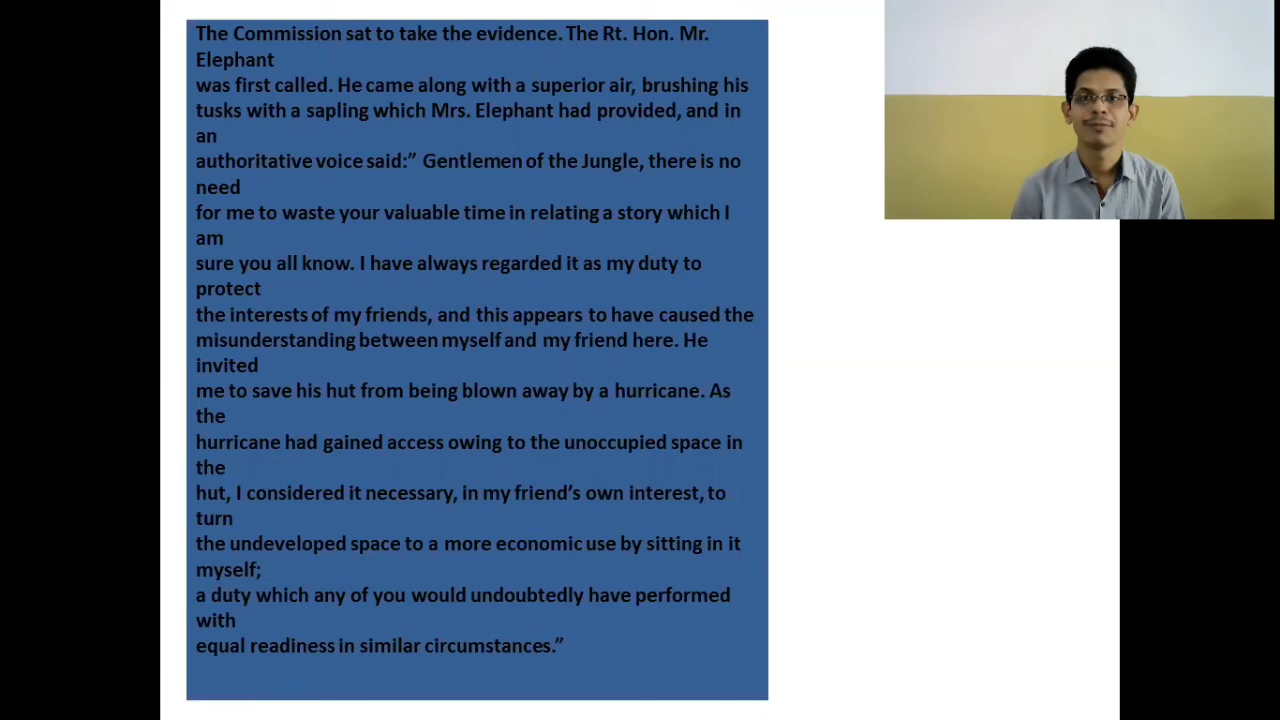 The Commission sat to take the evidence. The Rt. Hon. Mr.
Elephant
was first called. He came along with a superior air, brushing his
tusks with a sapling which Mrs. Elephant had provided, and in
an
authoritative voice said:” Gentlemen of the Jungle, there is no
need
for me to waste your valuable time in relating a story which I
am
sure you all know. I have always regarded it as my duty to
protect
the interests of my friends, and this appears to have caused the
misunderstanding between myself and my friend here. He
invited
me to save his hut from being blown away by a hurricane. As
the
hurricane had gained access owing to the unoccupied space in
the
hut, I considered it necessary, in my friend’s own interest, to
turn
the undeveloped space to a more economic use by sitting in it
myself;
a duty which any of you would undoubtedly have performed
with
equal readiness in similar circumstances.”